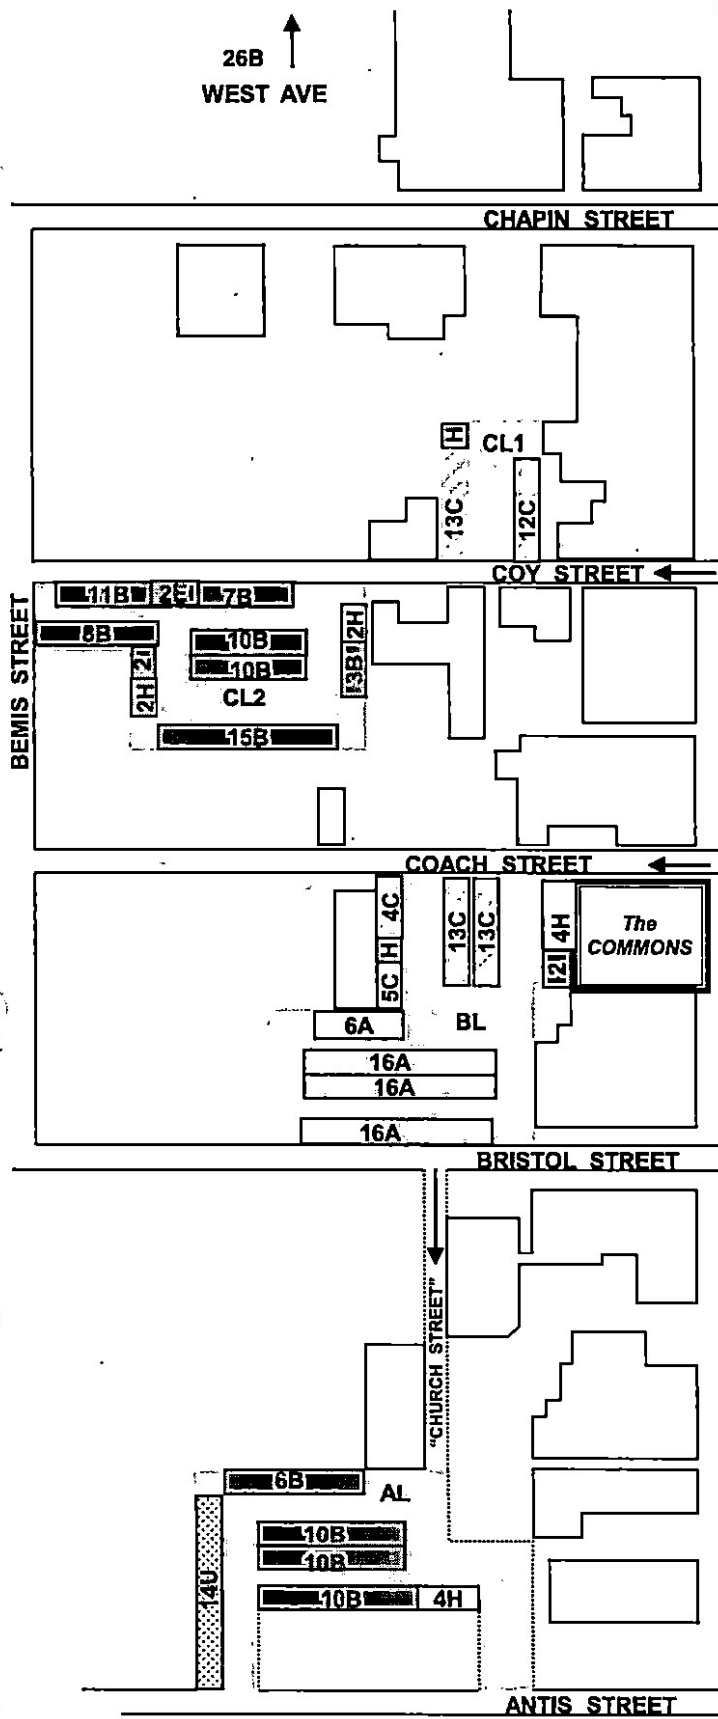 26B
WEST AVE
CHAPIN STREET
H
CL1
13C
12C
COY STREET
11B
7B
8B
10B
2H
10B
3B
2H
CL2
15B
BEMIS STREET
COACH STREET
4C
13C
13C
4H
The
COMMONS
H
5C
6A
BL
16A
16A
16A
BRISTOL STREET
"CHURCH STREET"
6B
AL
10B
10B
14U
10B
4H
ANTIS STREET